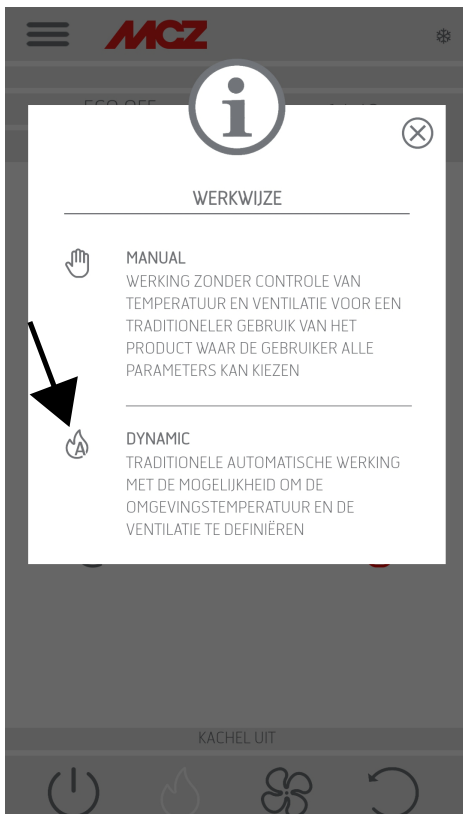 MCZ
ECO OFF
i
WERKWIJZE
MANUAL
WERKING ZONDER CONTROLE VAN
TEMPERATUUR EN VENTILATIE VOOR EEN
TRADITIONELER GEBRUIK VAN HET
PRODUCT WAAR DE GEBRUIKER ALLE
PARAMETERS KAN KIEZEN
A
DYNAMIC
TRADITIONELE AUTOMATISCHE WERKING
MET DE MOGELIJKHEID OM DE
OMGEVINGSTEMPERATUUR EN DE
VENTILATIE TE DEFINIËREN
KACHEL UIT